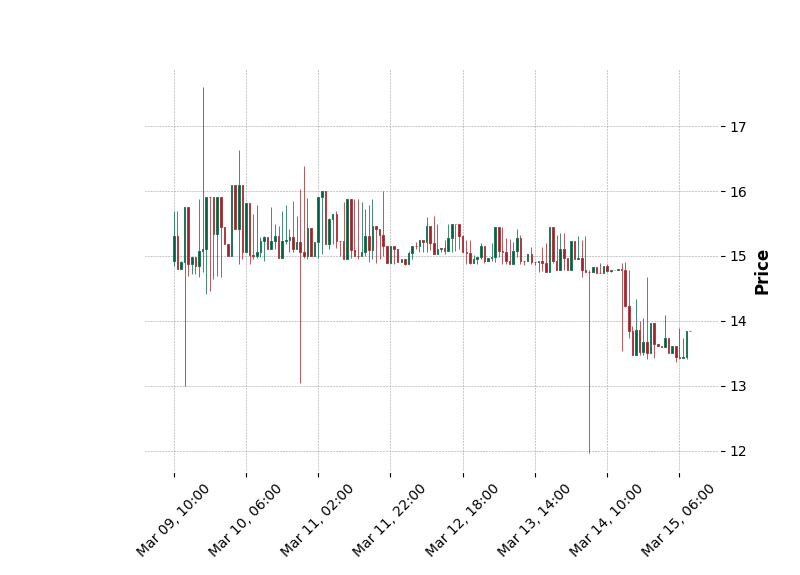 17
16
15
14
13
12
Price
Mar 09, 10:00
Mar 10, 06:00
Mar 11, 02:00
Mar 11, 22:00
Mar 12, 18:00
Mar 13, 14:00
Mar 14, 10:00
Mar 15, 06:00